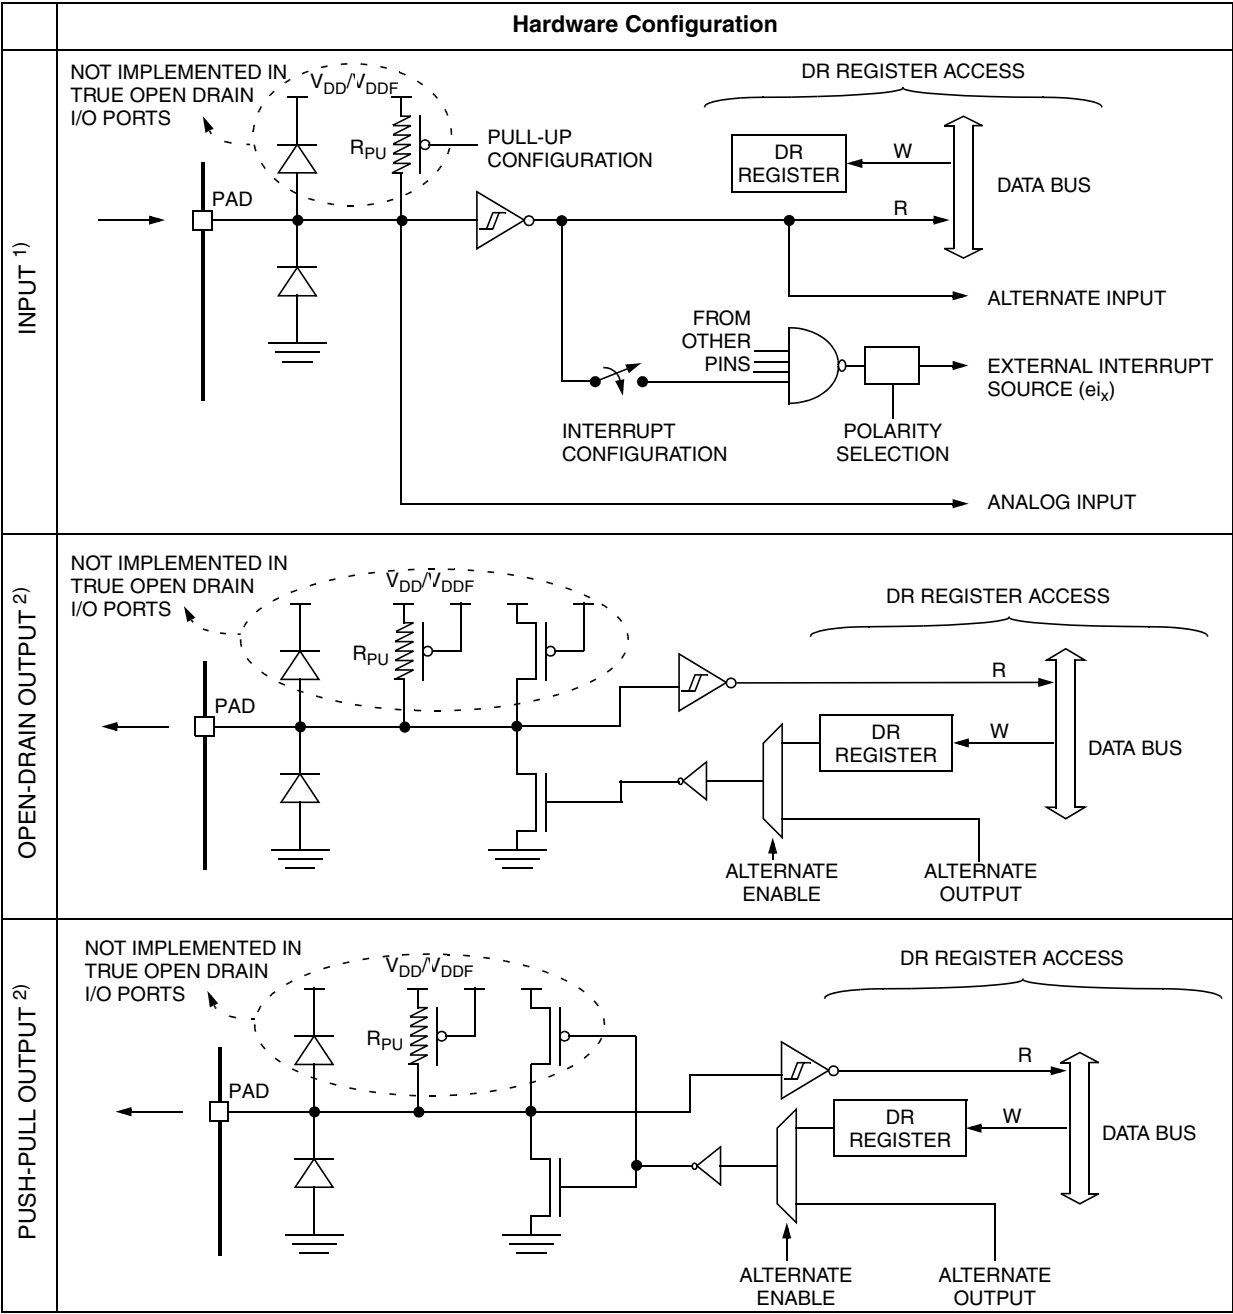 Hardware Configuration
INPUT 1)
NOT IMPLEMENTED IN
TRUE OPEN DRAIN
I/O PORTS
VDD/VDDF
RPU
PULL-UP
CONFIGURATION
PAD
DR REGISTER ACCESS
DR
REGISTER
W
R
DATA BUS
ALTERNATE INPUT
FROM
OTHER
PINS
EXTERNAL INTERRUPT
SOURCE (eix)
INTERRUPT
CONFIGURATION
POLARITY
SELECTION
ANALOG INPUT
OPEN-DRAIN OUTPUT 2)
NOT IMPLEMENTED IN
TRUE OPEN DRAIN
I/O PORTS
VDD/VDDF
RPU
PAD
DR REGISTER ACCESS
R
DR
REGISTER
W
DATA BUS
ALTERNATE
ENABLE
ALTERNATE
OUTPUT
PUSH-PULL OUTPUT 2)
NOT IMPLEMENTED IN
TRUE OPEN DRAIN
I/O PORTS
VDD/VDDF
RPU
PAD
DR REGISTER ACCESS
R
DR
REGISTER
W
DATA BUS
ALTERNATE
ENABLE
ALTERNATE
OUTPUT